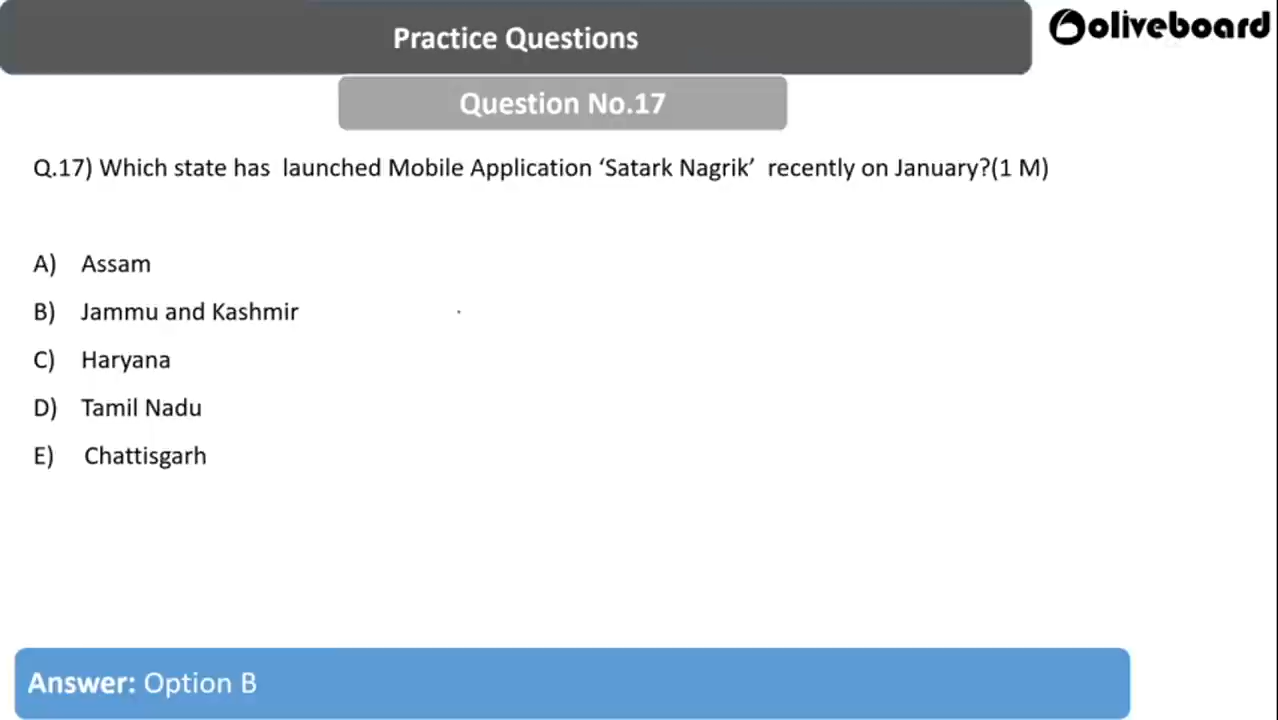 Practice Questions
oliveboard
Question No.17
Q.17) Which state has launched Mobile Application ‘Satark Nagrik’ recently on January?(1 M)
A) Assam
B) Jammu and Kashmir
C) Haryana
D) Tamil Nadu
E) Chattisgarh
Answer: Option B